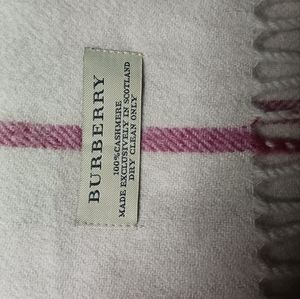 BURBERRY
100% CASHMERE
MADE EXCLUSIVELY IN SCOTLAND
DRY CLEAN ONLY